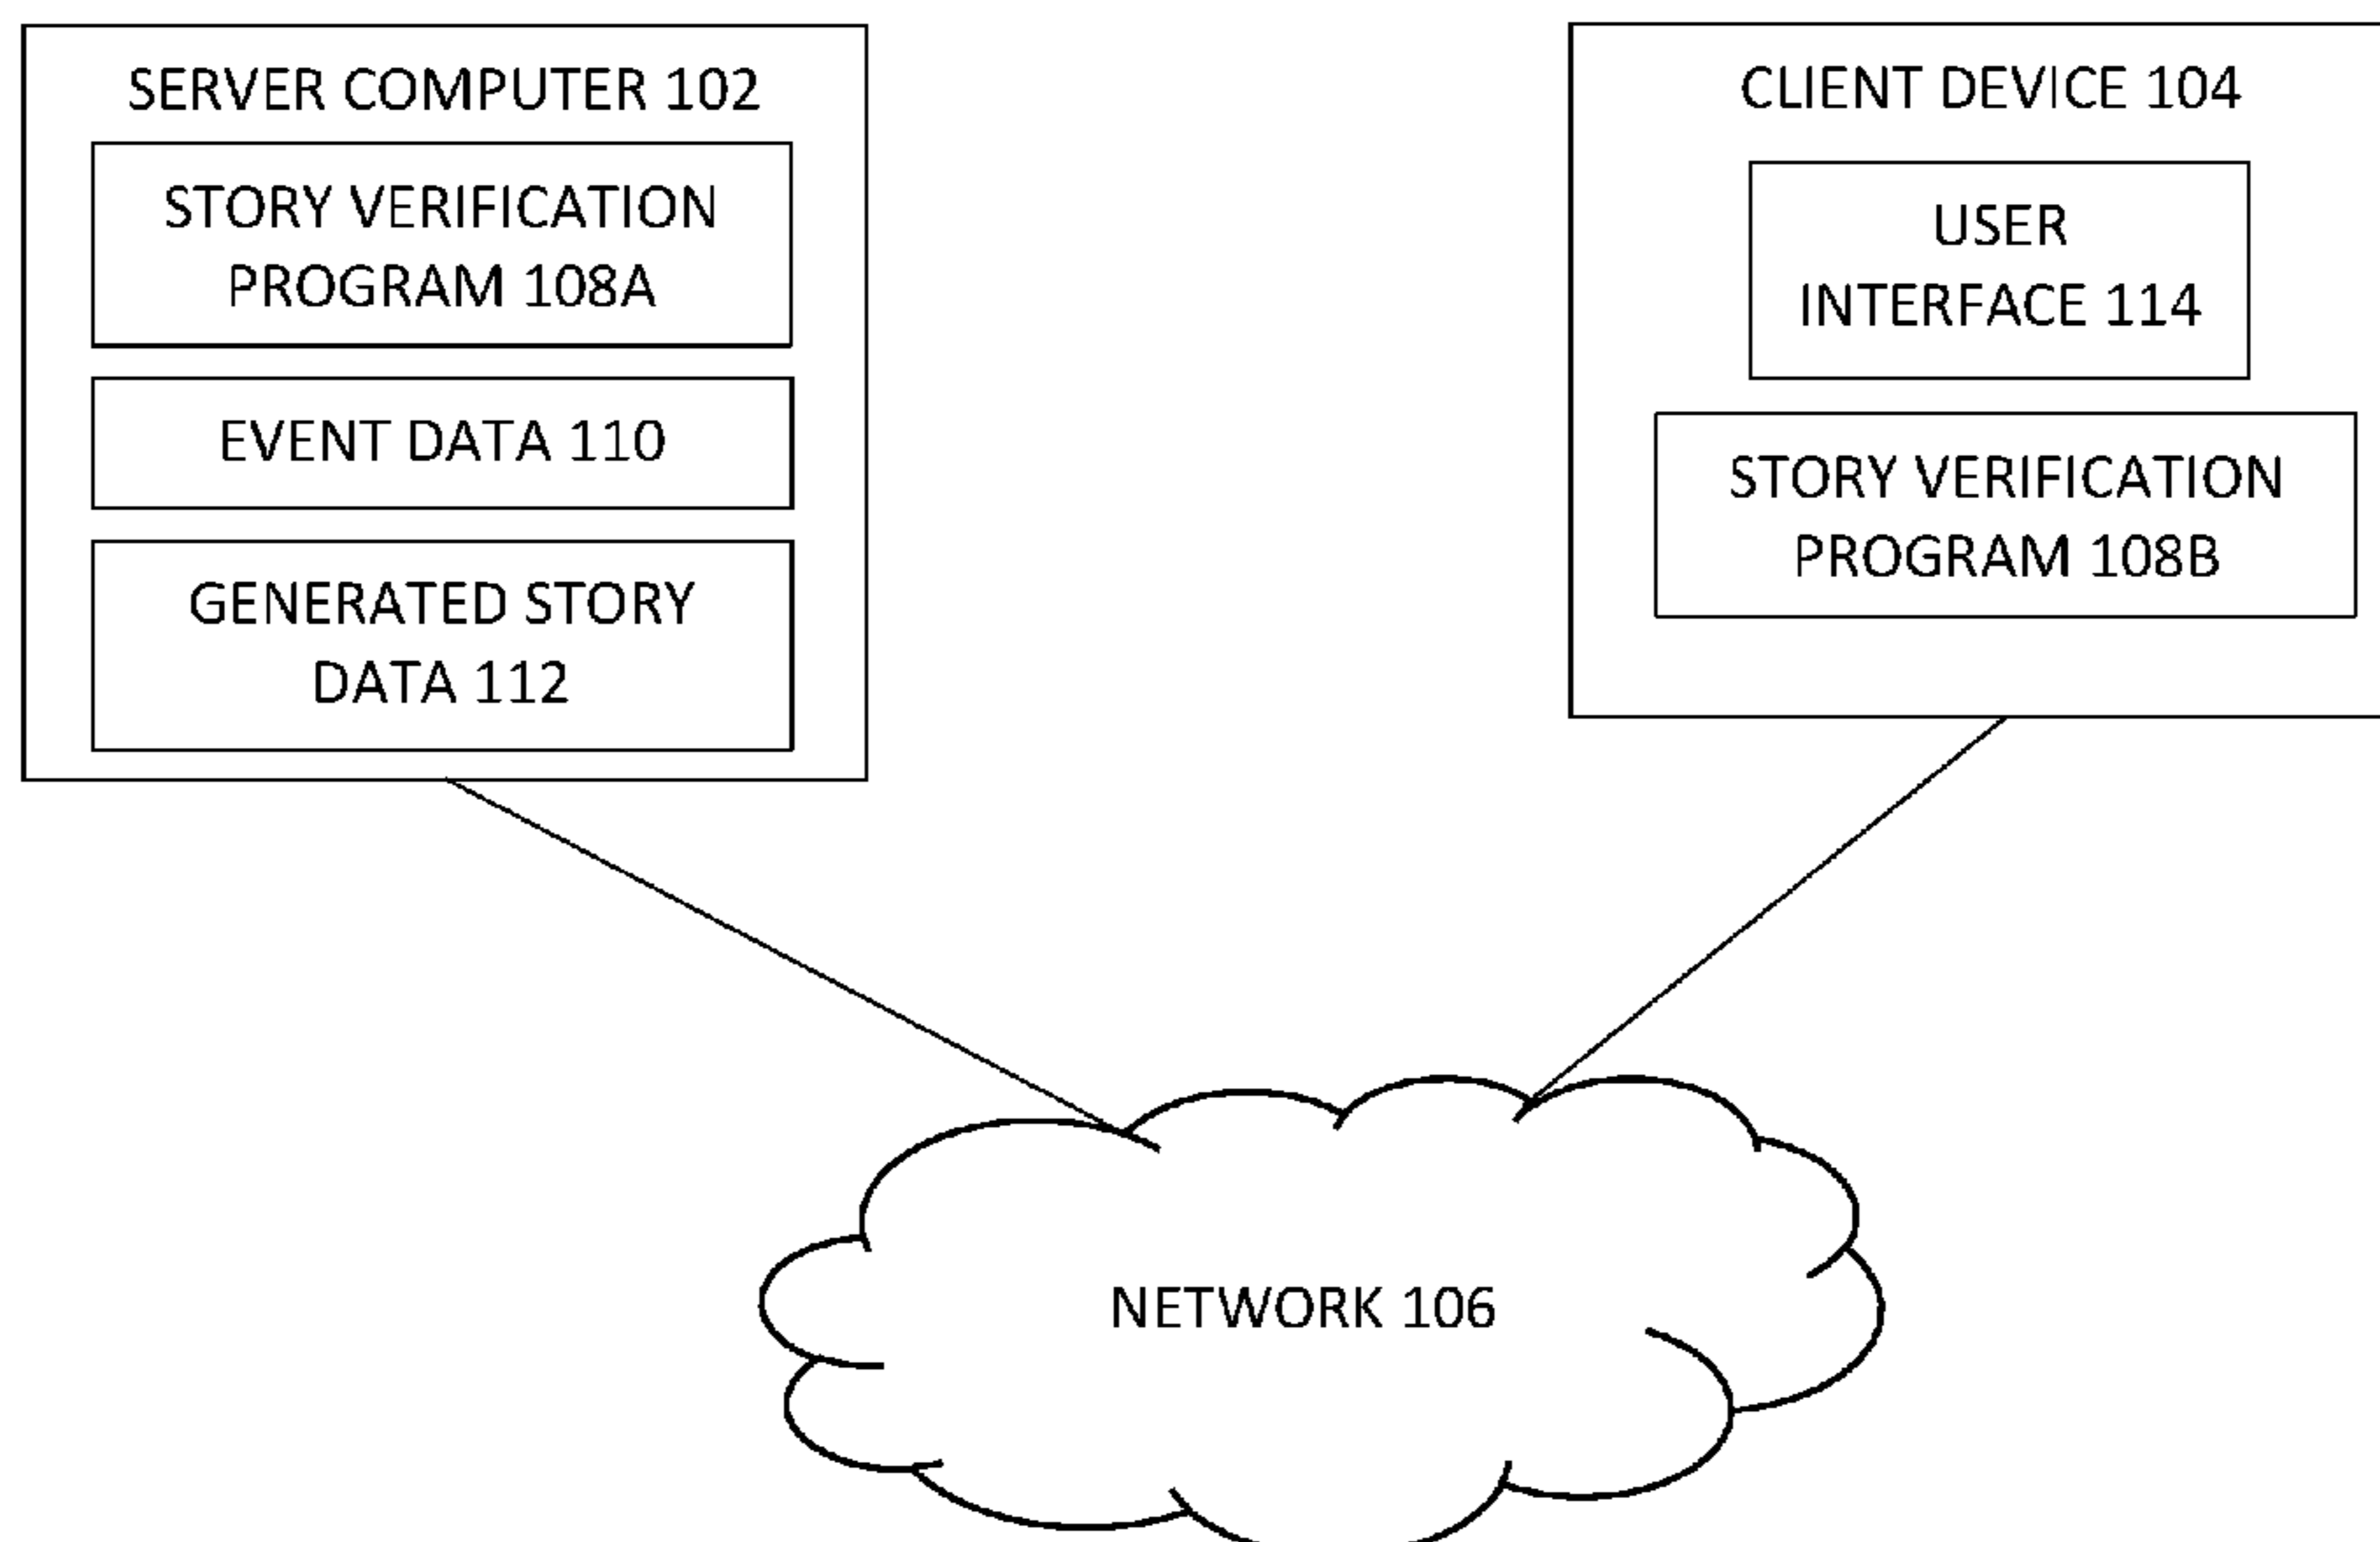 SERVER COMPUTER 102
STORY VERIFICATION
PROGRAM 108A
EVENT DATA 110
GENERATED STORY
DATA 112
CLIENT DEVICE 104
USER
INTERFACE 114
STORY VERIFICATION
PROGRAM 108B
NETWORK 106